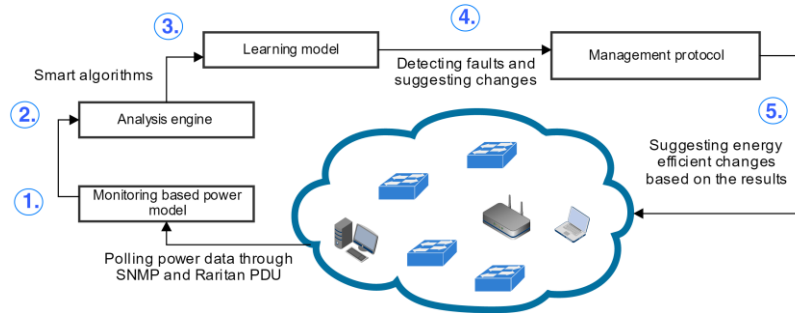 3.
4.
Learning model
Management protocol
Smart algorithms
Detecting faults and
suggesting changes
2.
Analysis engine
5.
Suggesting energy
efficient changes
based on the results
1.
Monitoring based power
model
Polling power data through
SNMP and Raritan PDU